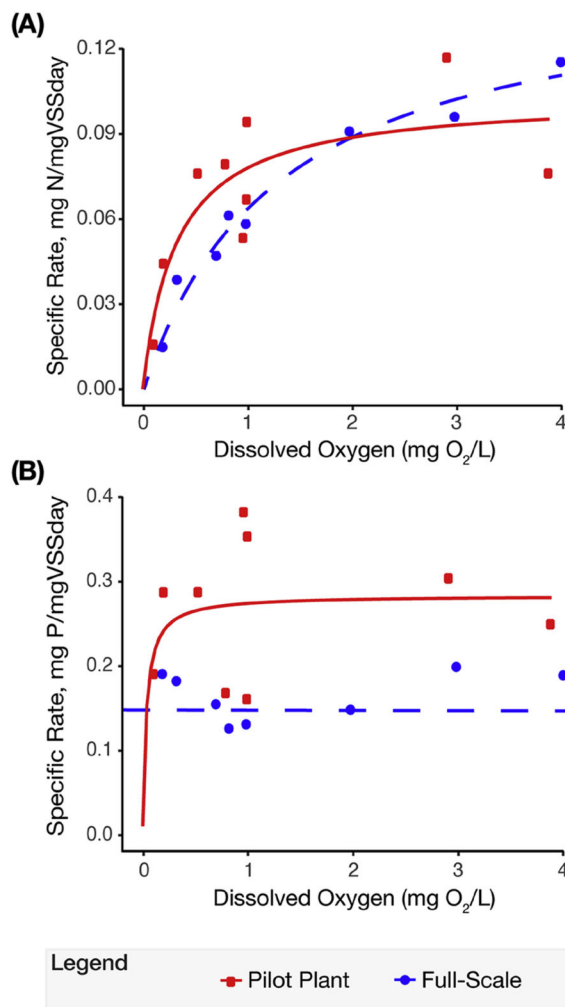 (A)
Specific Rate, mg N/mgVSSday
0.12
0.09
0.06
0.03
0.00
0 1 2 3 4
Dissolved Oxygen (mg O₂/L)
(B)
Specific Rate, mg P/mgVSSday
0.4
0.3
0.2
0.1
0.0
0 1 2 3 4
Dissolved Oxygen (mg O₂/L)
Legend
Pilot Plant Full-Scale